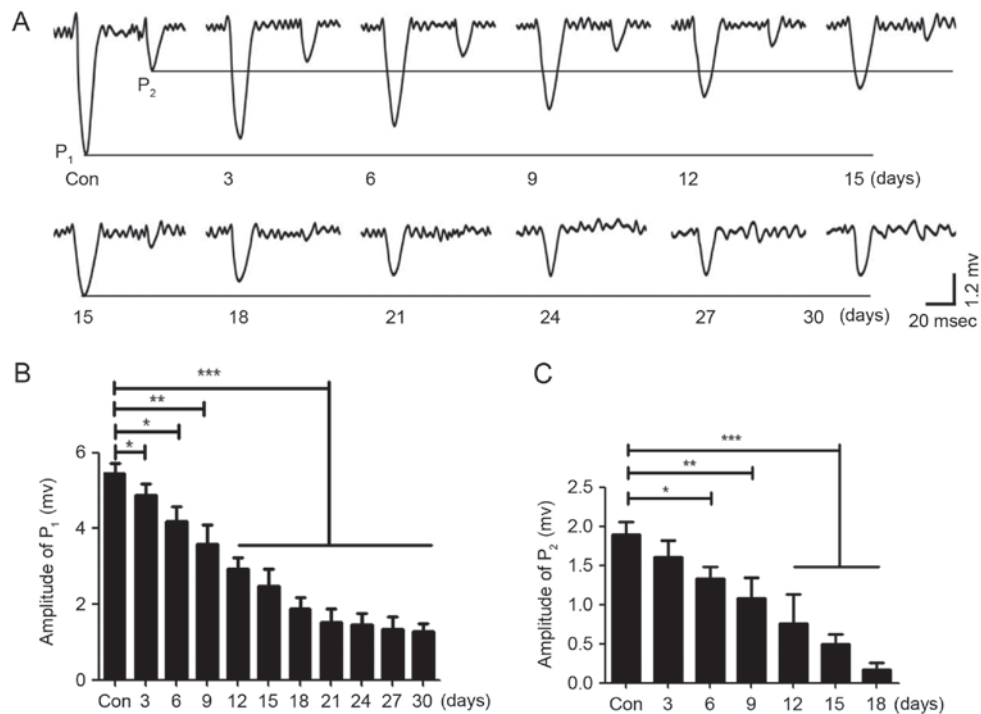 A
P2
P1
Con 3 6 9 12 15 (days)
15 18 21 24 27 30 (days)
1.2 mv
20 msec
B
***
**
*
*
6
4
2
0
Amplitude of P1 (mv)
Con 3 6 9 12 15 18 21 24 27 30 (days)
C
***
**
*
2.5
2.0
1.5
1.0
0.5
0.0
Amplitude of P2 (mv)
Con 3 6 9 12 15 18 (days)